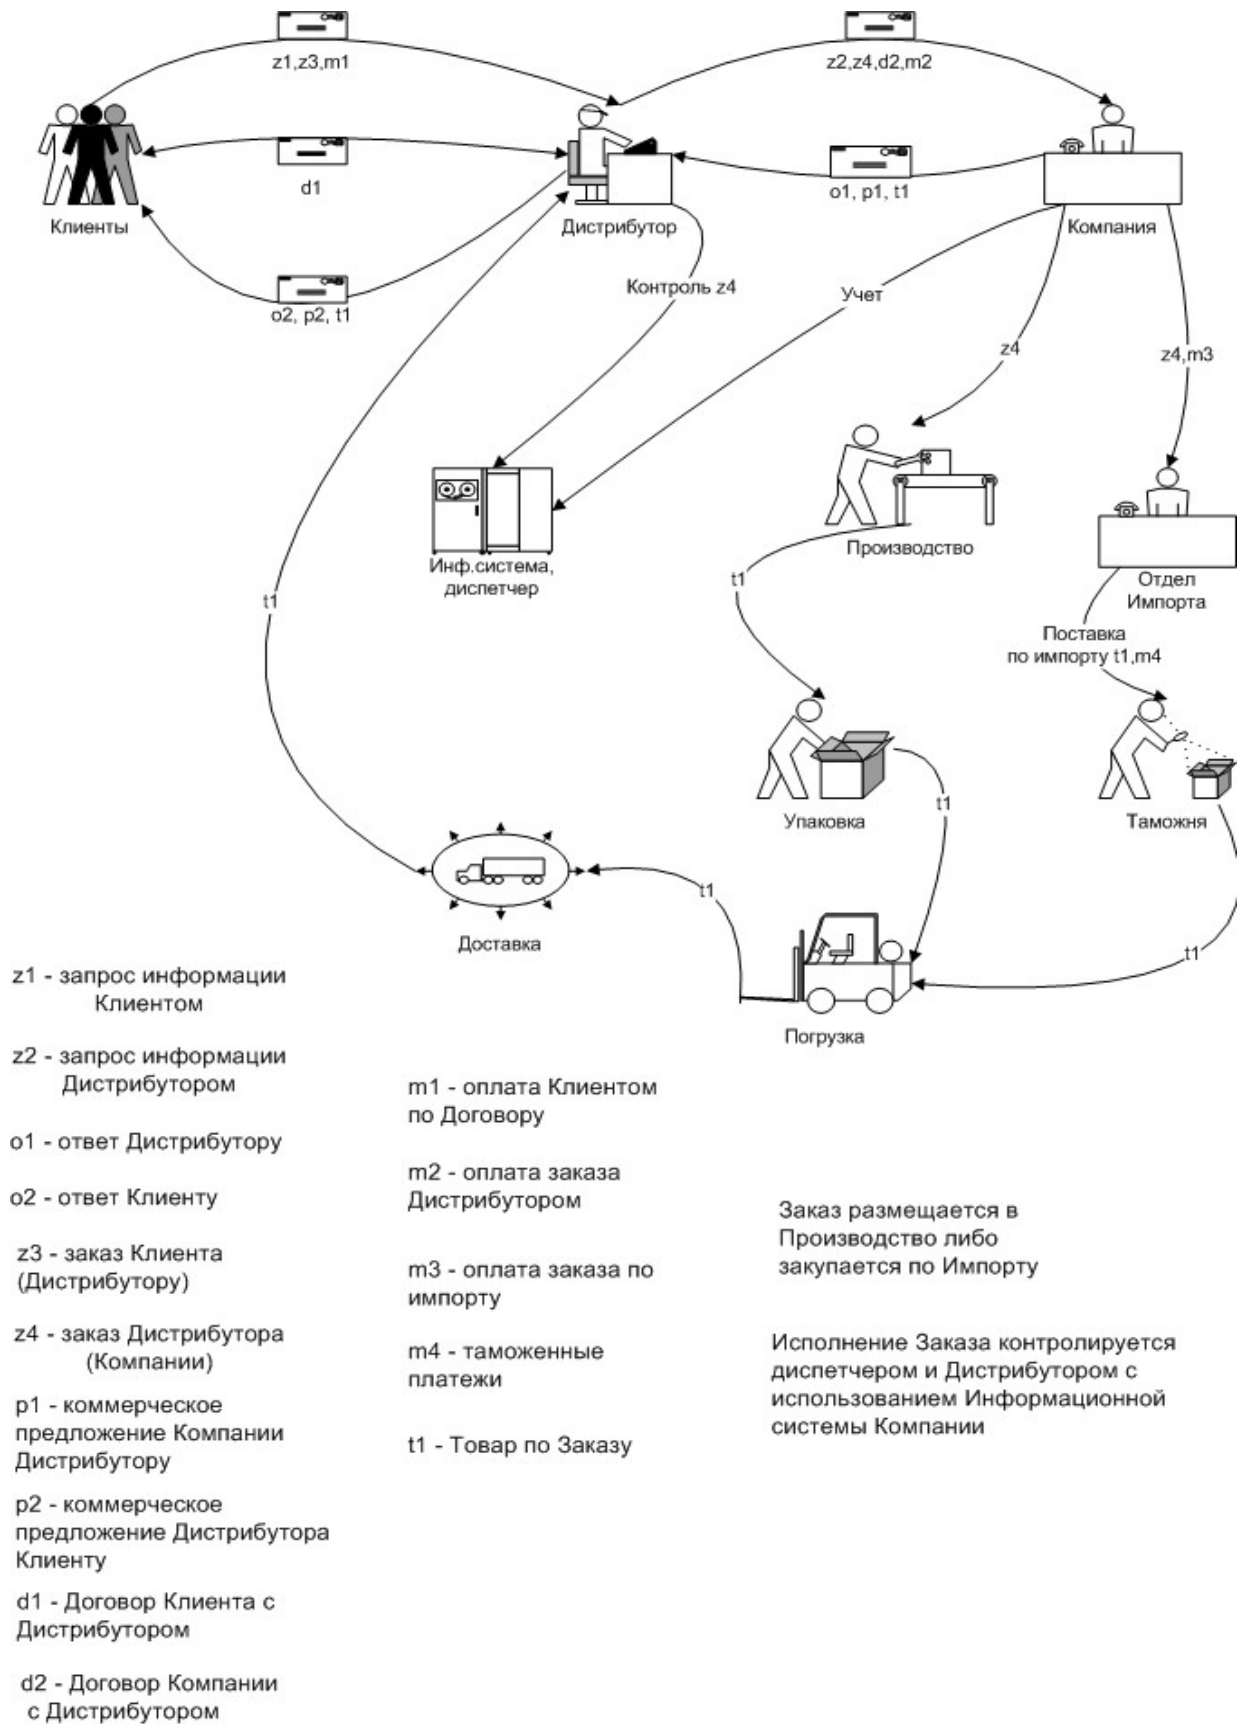 z1,z3,m1
z2,z4,d2,m2
d1
o1, p1, t1
Клиенты
Дистрибутор
Компания
Контроль z4
Учет
o2, p2, t1
z4
z4,m3
Производство
Инф.система,
диспетчер
t1
Отдел
Импорта
t1
Поставка
по импорту t1,m4
t1
Упаковка
Таможня
t1
Доставка
t1
Погрузка
z1 - запрос информации
Клиентом
z2 - запрос информации
Дистрибутором
o1 - ответ Дистрибутору
o2 - ответ Клиенту
z3 - заказ Клиента
(Дистрибутору)
z4 - заказ Дистрибутора
(Компании)
p1 - коммерческое
предложение Компании
Дистрибутору
p2 - коммерческое
предложение Дистрибутора
Клиенту
d1 - Договор Клиента с
Дистрибутором
d2 - Договор Компании
с Дистрибутором
m1 - оплата Клиентом
по Договору
m2 - оплата заказа
Дистрибутором
m3 - оплата заказа по
импорту
m4 - таможенные
платежи
t1 - Товар по Заказу
Заказ размещается в
Производство либо
закупается по Импорту
Исполнение Заказа контролируется
диспетчером и Дистрибутором с
использованием Информационной
системы Компании